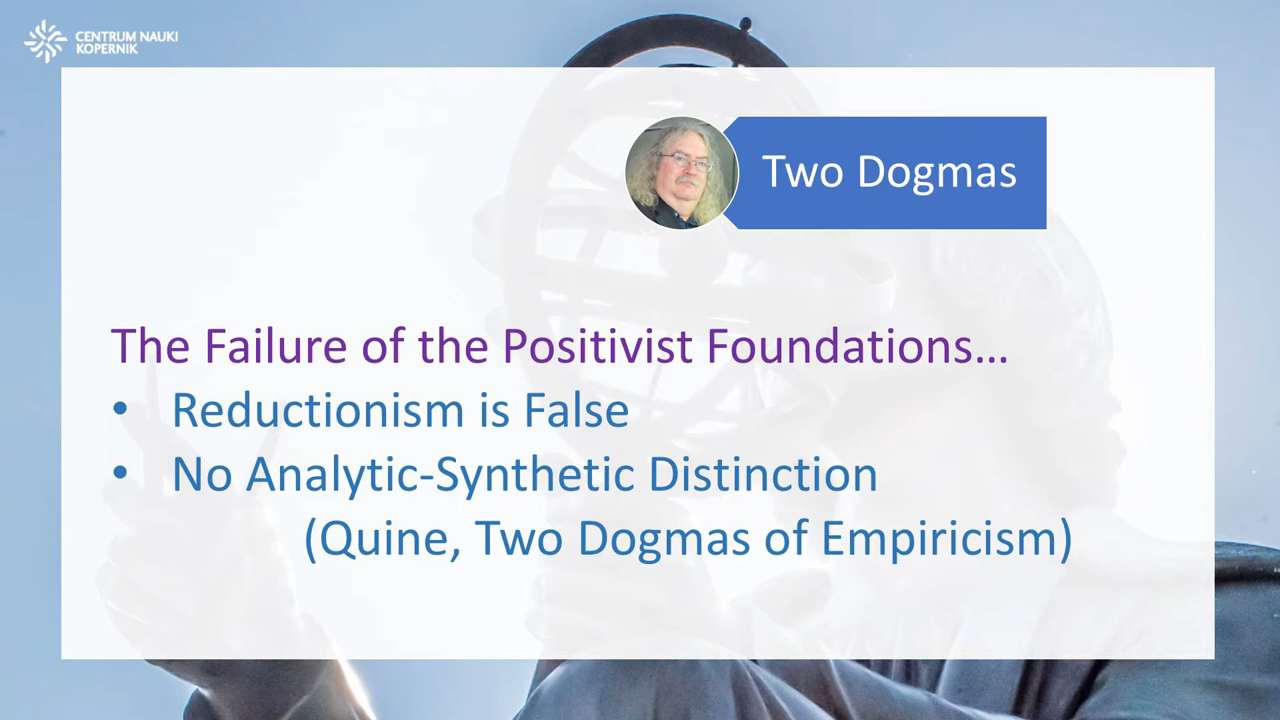 CENTRUM NAUKI
KOPERNIK
Two Dogmas
The Failure of the Positivist Foundations…
• Reductionism is False
• No Analytic-Synthetic Distinction
(Quine, Two Dogmas of Empiricism)